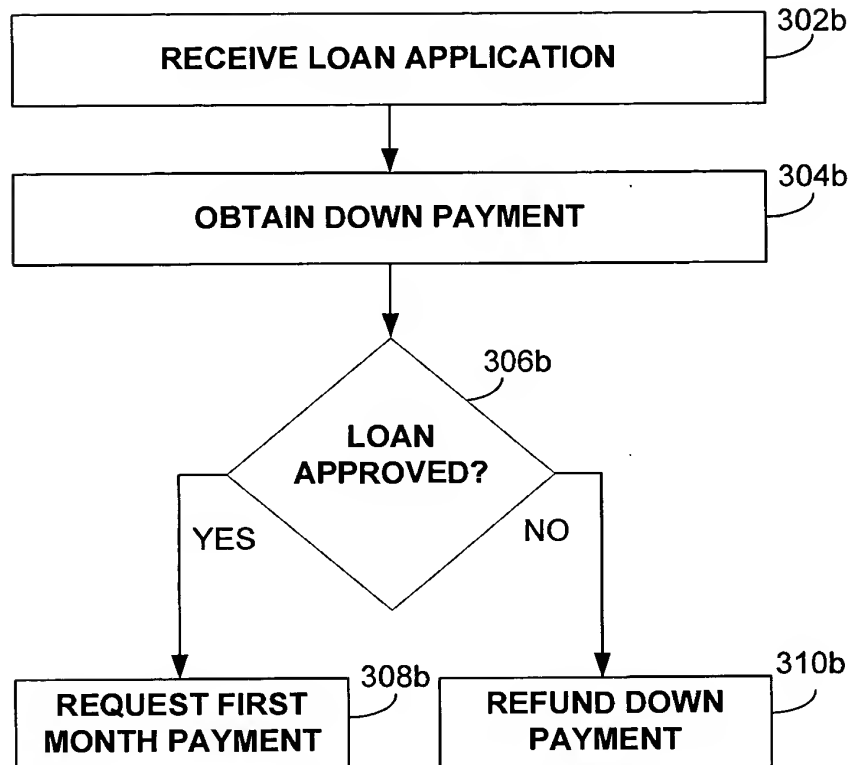 302b
RECEIVE LOAN APPLICATION
304b
OBTAIN DOWN PAYMENT
306b
LOAN
APPROVED?
YES
NO
308b
REQUEST FIRST
MONTH PAYMENT
310b
REFUND DOWN
PAYMENT